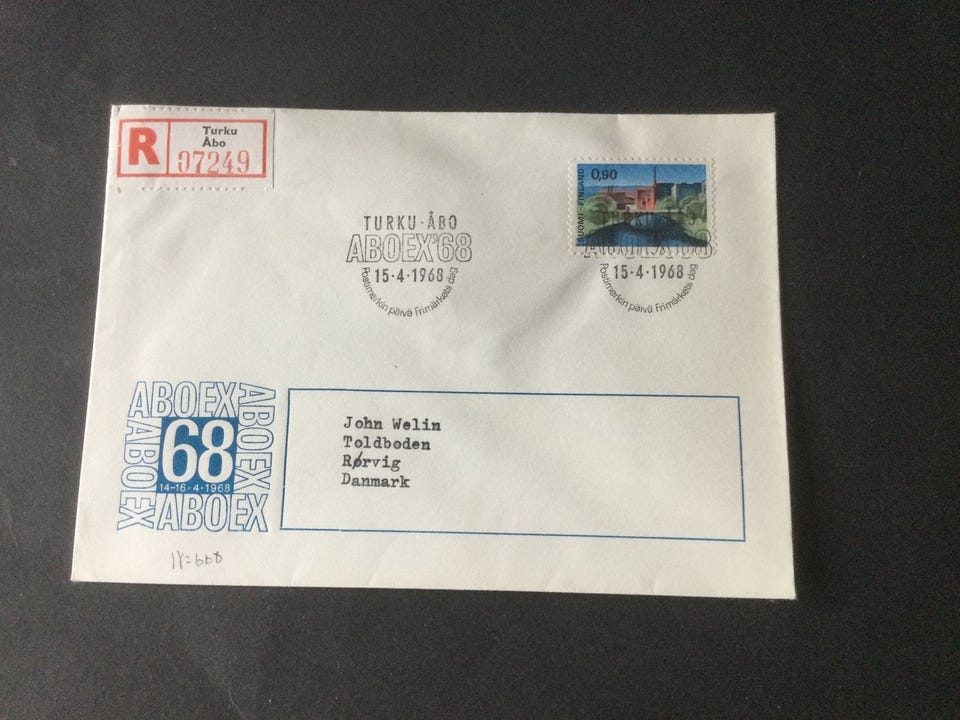 R
Turku
Åbo
07249
SUOMI - FINLAND
0,90
TURKU - ÅBO
ABOEX'68
15·4·1968
Postimerkin päivä Frimärkets dag
TURKU - ÅBO
ABOEX'68
15·4·1968
Postimerkin päivä Frimärkets dag
ABOEX
ABOEX
ABOEX
ABOEX
68
14-16·4·1968
John Welin
Toldboden
Rørvig
Danmark